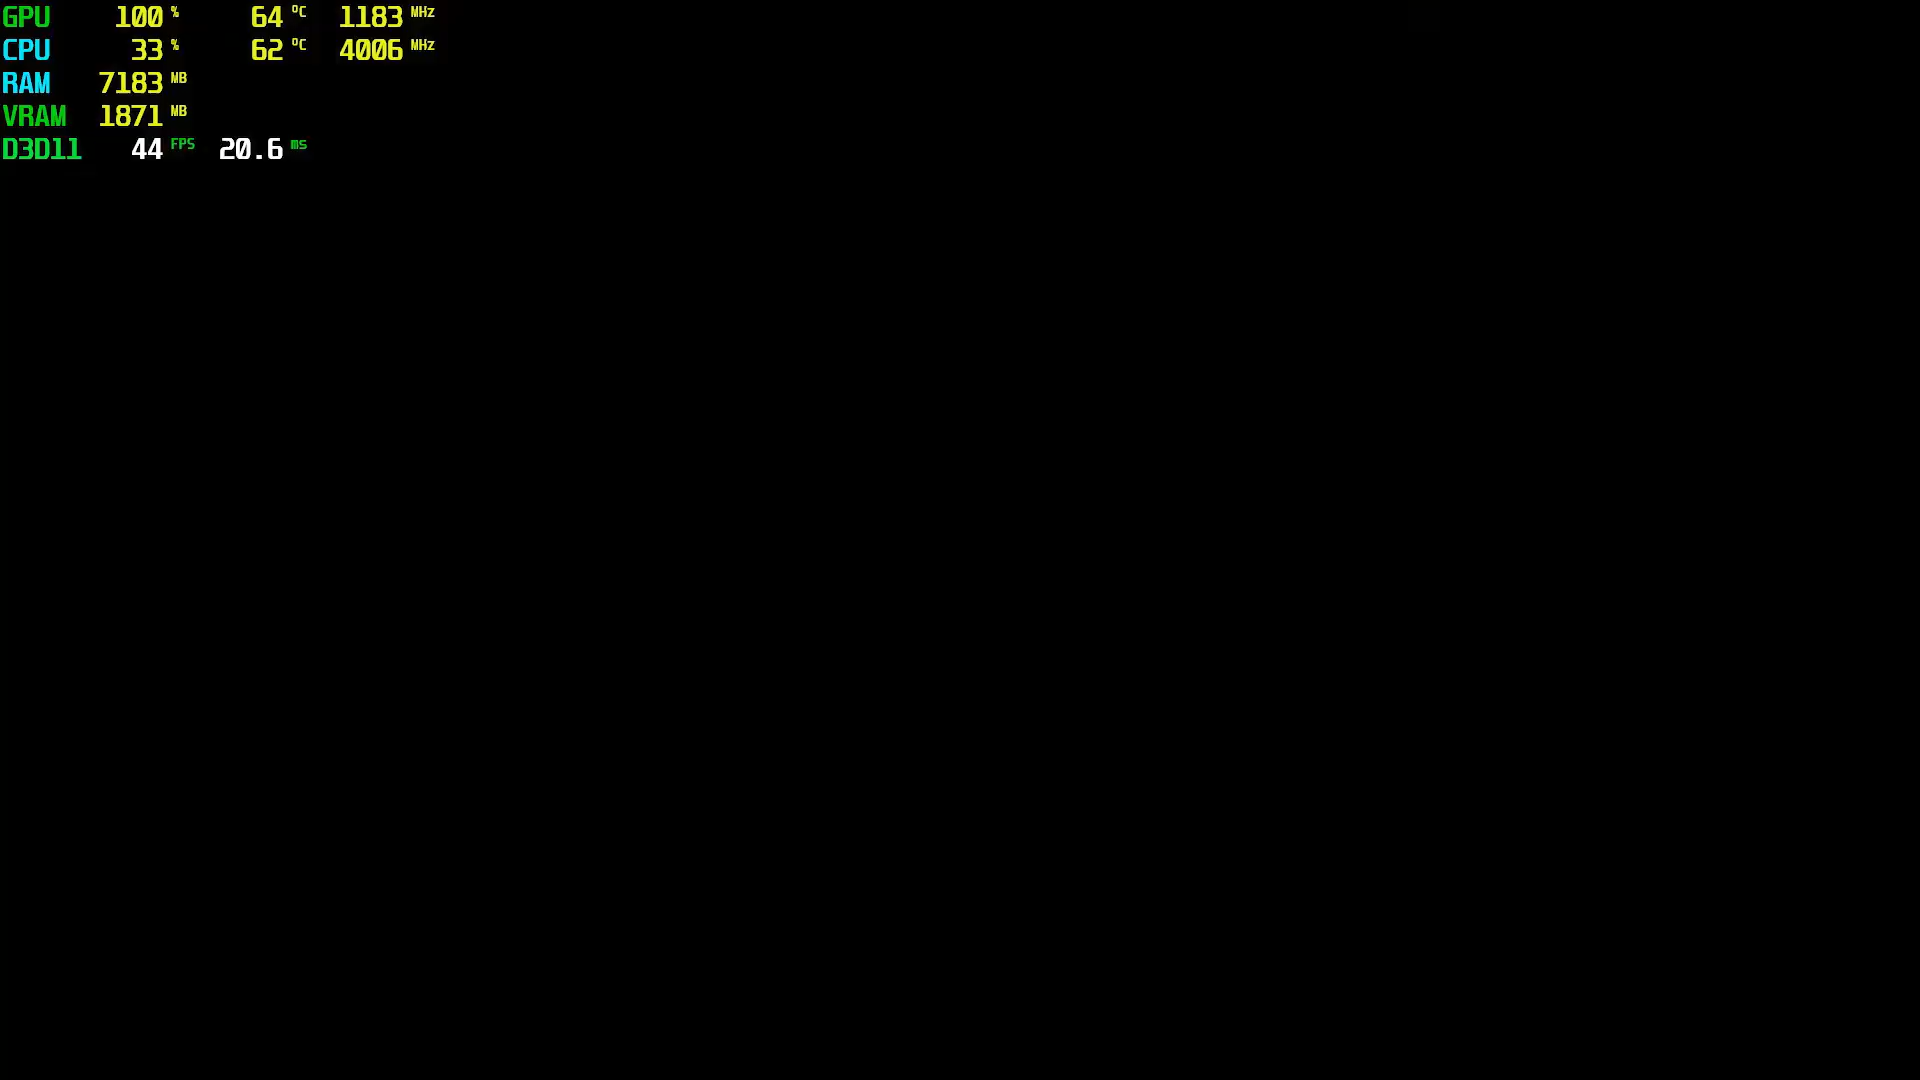 GPU 100 % 64 °C 1183 MHz
CPU 33 % 62 °C 4006 MHz
RAM 7183 MB
VRAM 1871 MB
D3D11 44 FPS 20.6 ms